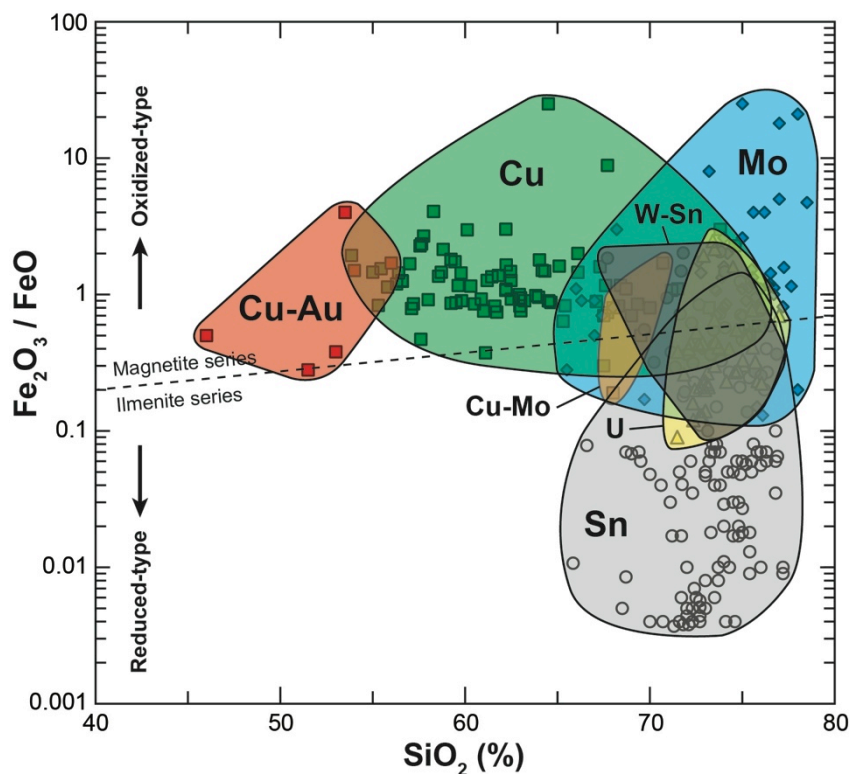 100
10
1
0.1
0.01
0.001
Fe₂O₃ / FeO
Oxidized-type
Reduced-type
Magnetite series
Ilmenite series
Cu-Au
Cu
Mo
W-Sn
Cu-Mo
U
Sn
40
50
60
70
80
SiO₂ (%)